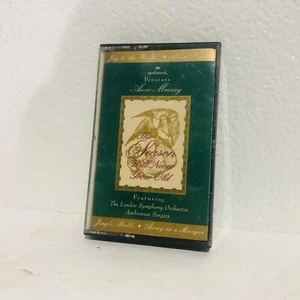 Hallmark
Presents
Anne Murray
The
Season
Will Never
Grow Old
Featuring
The London Symphony Orchestra
Ambrosian Singers
Jingle Bells • Away in a Manger